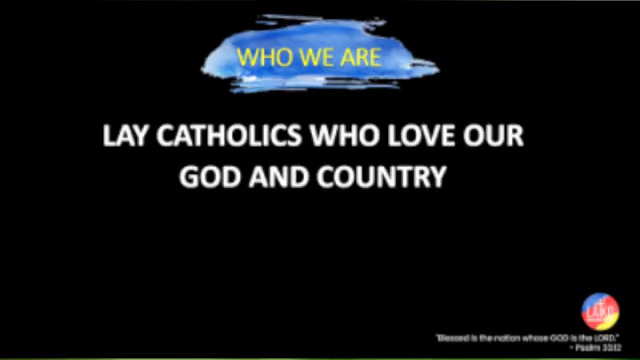 WHO WE ARE
LAY CATHOLICS WHO LOVE OUR
GOD AND COUNTRY
"Blessed is the nation whose GOD is the LORD."
- Psalm 33:12